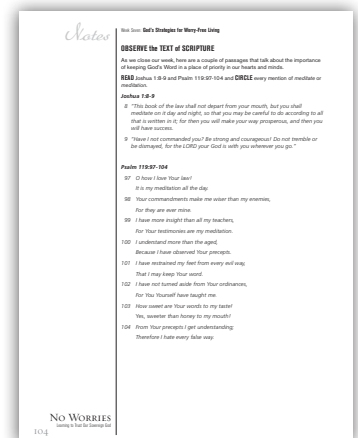 Notes
Week Seven: God's Strategies for Worry-Free Living
OBSERVE the TEXT of SCRIPTURE
As we close our week, here are a couple of passages that talk about the importance
of keeping God's Word in a place of priority in our hearts and minds.
READ Joshua 1:8-9 and Psalm 119:97-104 and CIRCLE every mention of meditate or
meditation.
Joshua 1:8-9
8 "This book of the law shall not depart from your mouth, but you shall
meditate on it day and night, so that you may be careful to do according to all
that is written in it; for then you will make your way prosperous, and then you
will have success.
9 "Have I not commanded you? Be strong and courageous! Do not tremble or
be dismayed, for the LORD your God is with you wherever you go."
Psalm 119:97-104
97 O how I love Your law!
It is my meditation all the day.
98 Your commandments make me wiser than my enemies,
For they are ever mine.
99 I have more insight than all my teachers,
For Your testimonies are my meditation.
100 I understand more than the aged,
Because I have observed Your precepts.
101 I have restrained my feet from every evil way,
That I may keep Your word.
102 I have not turned aside from Your ordinances,
For You Yourself have taught me.
103 How sweet are Your words to my taste!
Yes, sweeter than honey to my mouth!
104 From Your precepts I get understanding;
Therefore I hate every false way.
No Worries
Learning to Trust Our Sovereign God
104